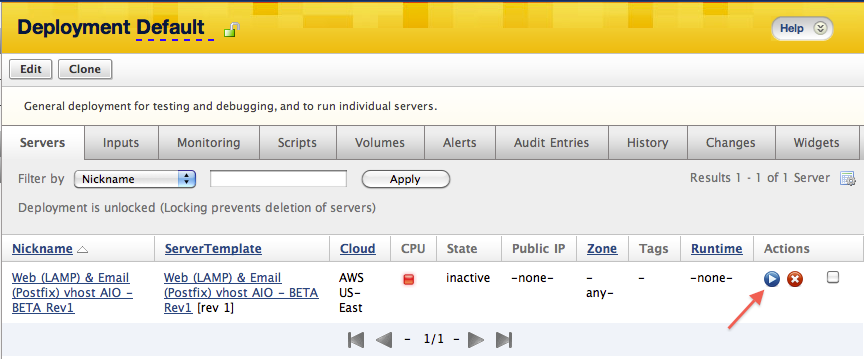 Deployment Default
Help
Edit Clone
General deployment for testing and debugging, and to run individual servers.
Servers Inputs Monitoring Scripts Volumes Alerts Audit Entries History Changes Widgets
Filter by Nickname Apply Results 1 - 1 of 1 Server
Deployment is unlocked (Locking prevents deletion of servers)
Nickname ServerTemplate Cloud CPU State Public IP Zone Tags Runtime Actions
Web (LAMP) & Email Web (LAMP) & Email AWS inactive -none- - - -none-
(Postfix) vhost AIO - (Postfix) vhost AIO - BETA US- any-
BETA Rev1 Rev1 [rev 1] East
- 1/1 -